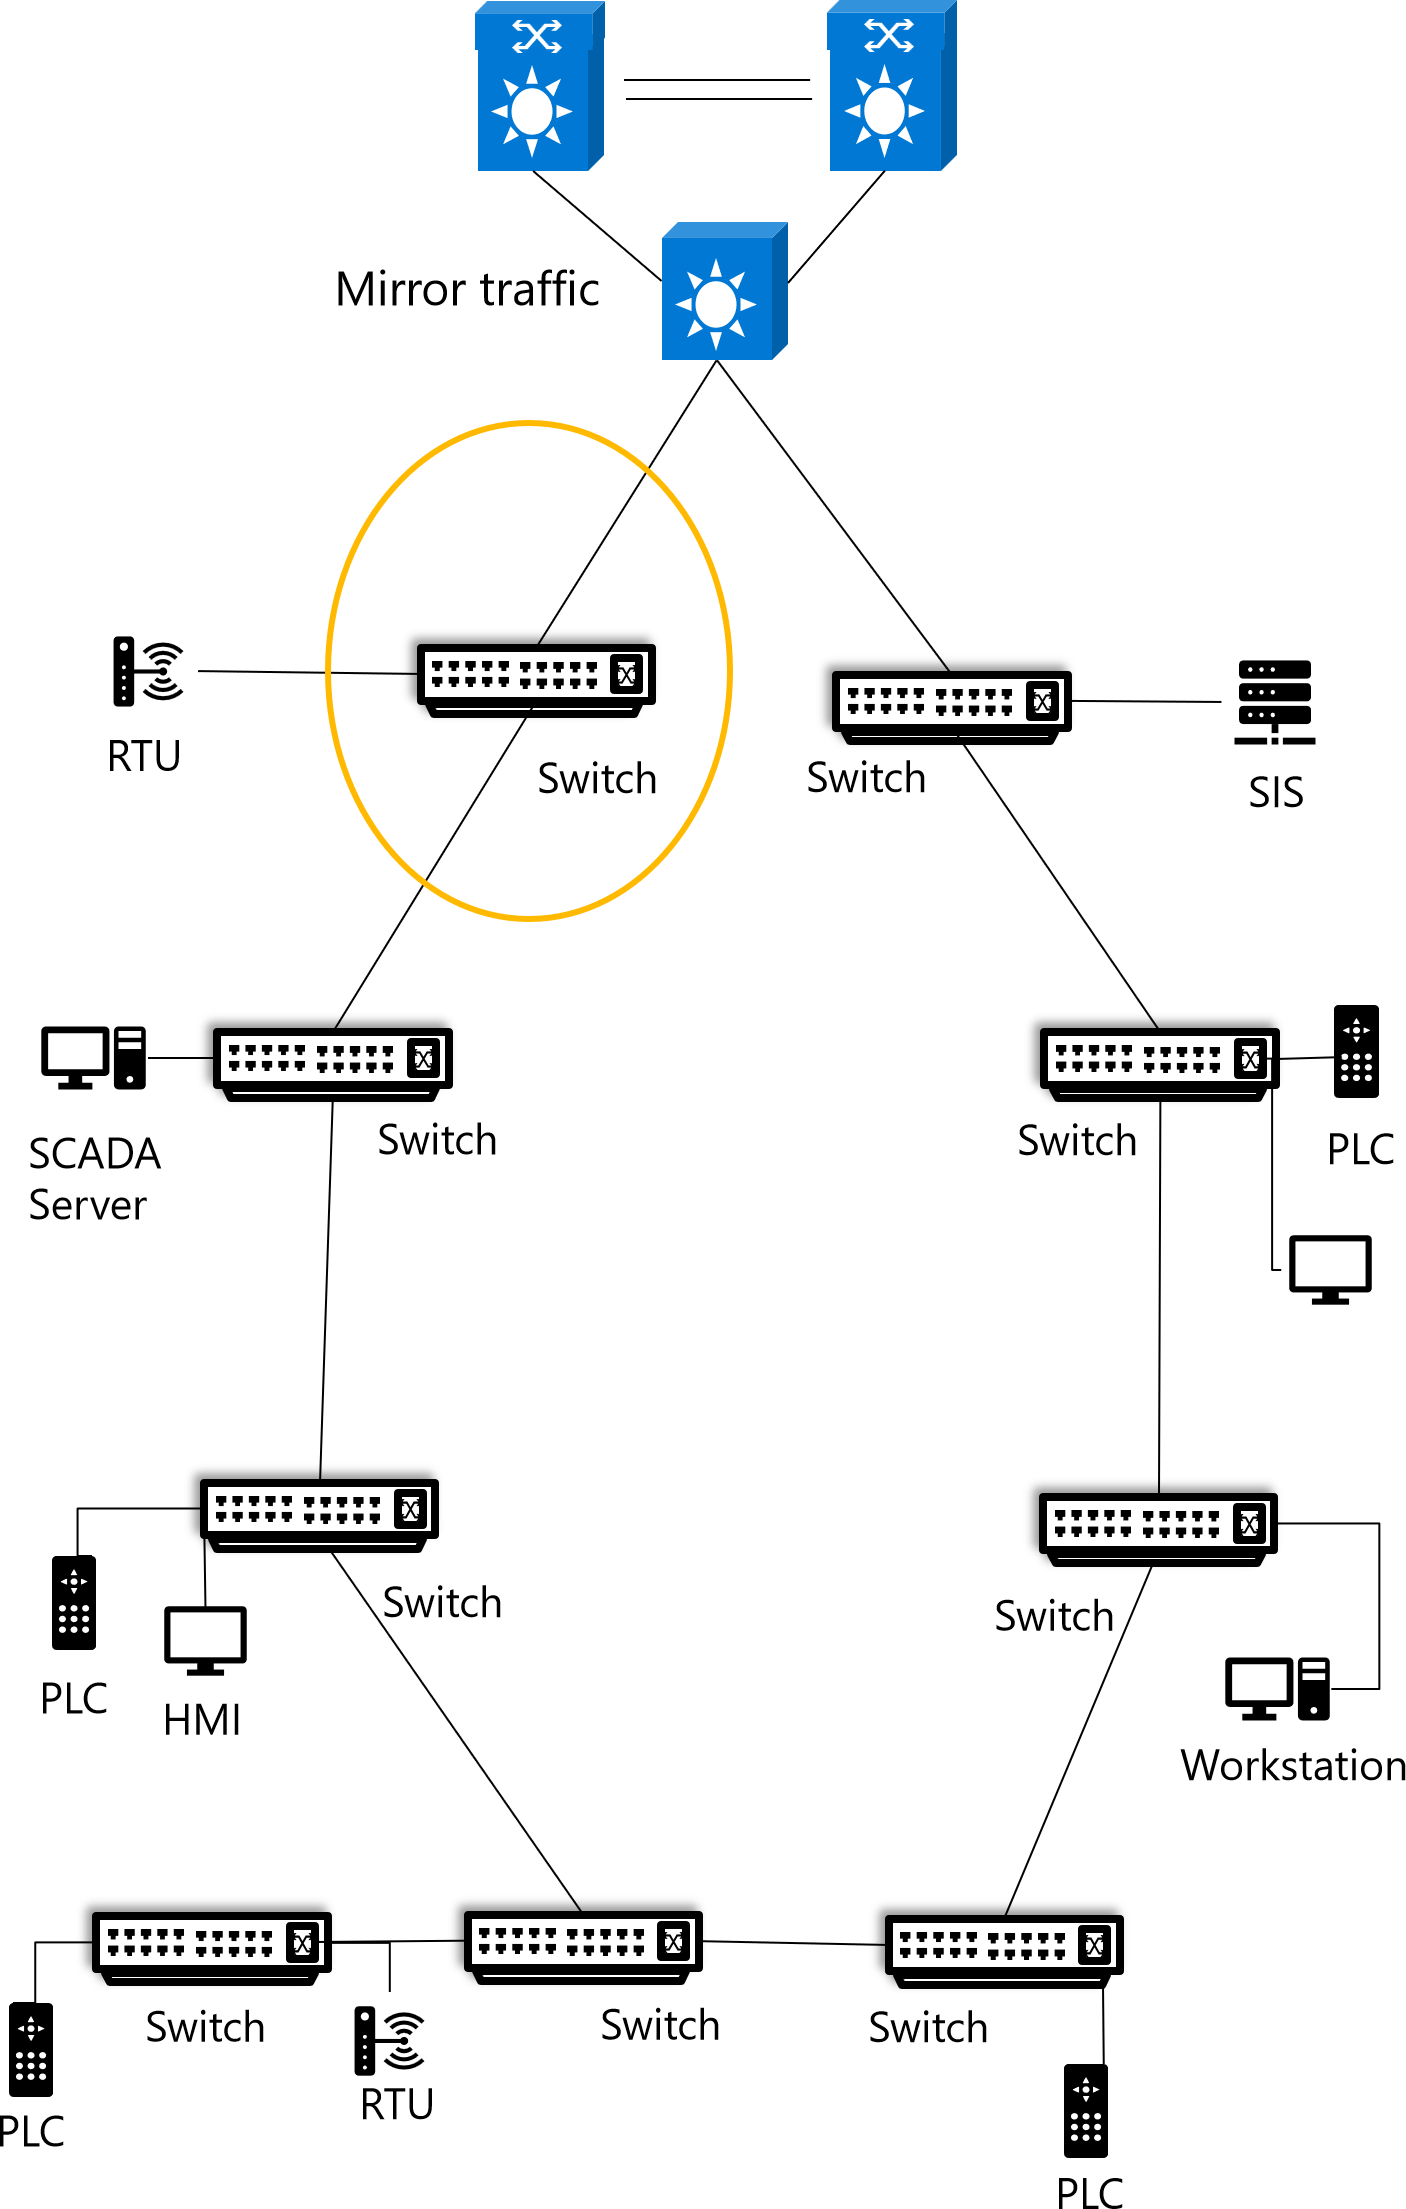 Mirror traffic
RTU
Switch
Switch
SIS
SCADA
Server
Switch
Switch
PLC
PLC
HMI
Switch
Switch
Workstation
Switch
Switch
Switch
RTU
PLC
PLC